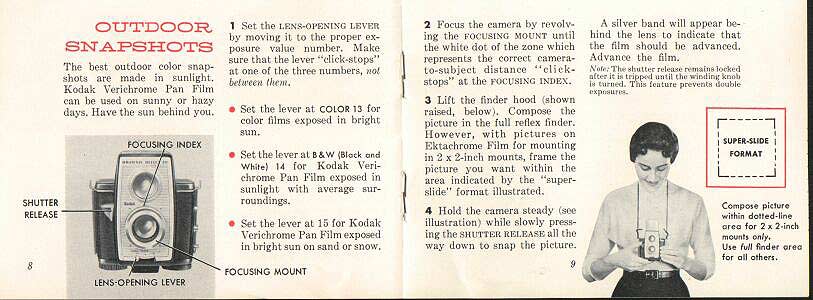 OUTDOOR
SNAPSHOTS
The best outdoor color snap-
shots are made in sunlight.
Kodak Verichrome Pan Film
can be used on sunny or hazy
days. Have the sun behind you.
FOCUSING INDEX
SHUTTER
RELEASE
FOCUSING MOUNT
LENS-OPENING LEVER
8
1 Set the LENS-OPENING LEVER
by moving it to the proper ex-
posure value number. Make
sure that the lever "click-stops"
at one of the three numbers, not
between them.
• Set the lever at COLOR 13 for
color films exposed in bright
sun.
• Set the lever at B&W (Black and
White) 14 for Kodak Veri-
chrome Pan Film exposed in
sunlight with average sur-
roundings.
• Set the lever at 15 for Kodak
Verichrome Pan Film exposed
in bright sun on sand or snow.
2 Focus the camera by revolv-
ing the FOCUSING MOUNT until
the white dot of the zone which
represents the correct camera-
to-subject distance "click-
stops" at the FOCUSING INDEX.
3 Lift the finder hood (shown
raised, below). Compose the
picture in the full reflex finder.
However, with pictures on
Ektachrome Film for mounting
in 2 x 2-inch mounts, frame the
picture you want within the
area indicated by the "super-
slide" format illustrated.
4 Hold the camera steady (see
illustration) while slowly press-
ing the SHUTTER RELEASE all the
way down to snap the picture.
9
A silver band will appear be-
hind the lens to indicate that
the film should be advanced.
Advance the film.
Note: The shutter release remains locked
after it is tripped until the winding knob
is turned. This feature prevents double
exposures.
SUPER-SLIDE
FORMAT
Compose picture
within dotted-line
area for 2 x 2-inch
mounts only.
Use full finder area
for all others.